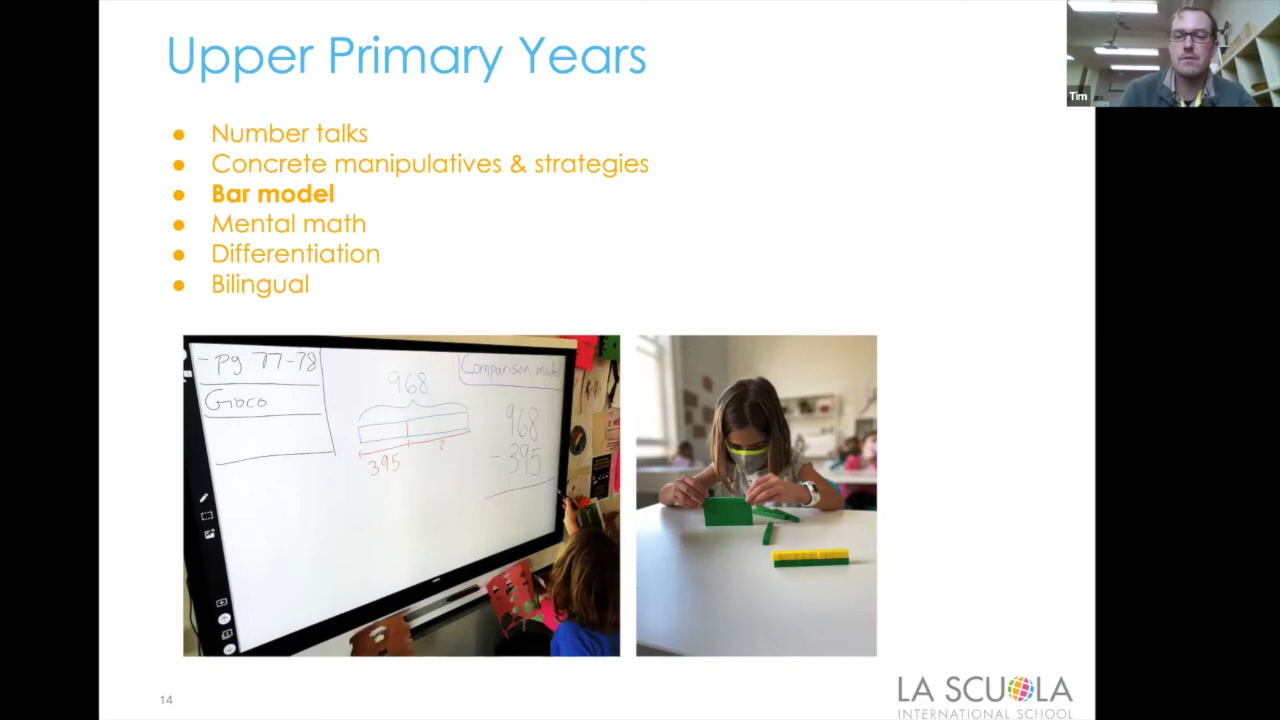 Upper Primary Years
Tim
● Number talks
● Concrete manipulatives & strategies
● Bar model
● Mental math
● Differentiation
● Bilingual
- pg 77-78
Gioco
968
395
?
Comparison
968
- 395
14
LA SCUOLA
INTERNATIONAL SCHOOL